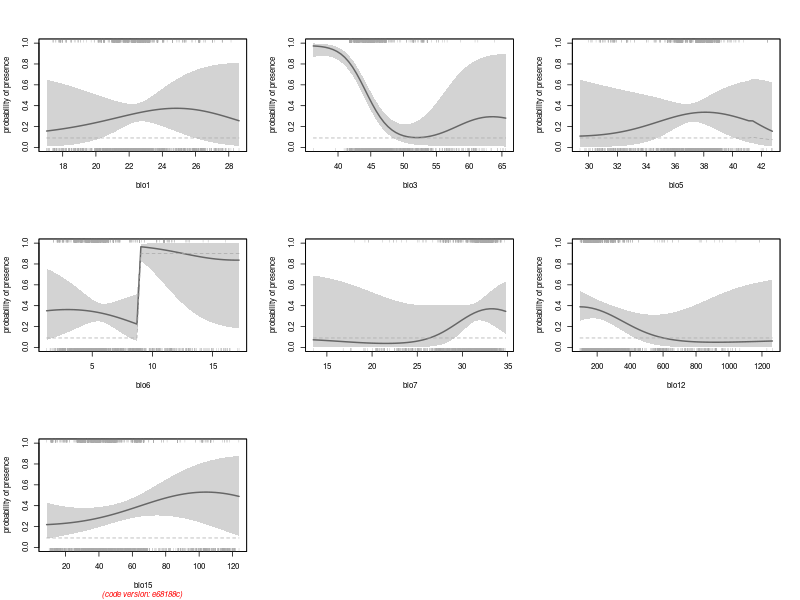 probability of presence
0.0 0.2 0.4 0.6 0.8 1.0
18 20 22 24 26 28
bio1
probability of presence
0.0 0.2 0.4 0.6 0.8 1.0
40 45 50 55 60 65
bio3
probability of presence
0.0 0.2 0.4 0.6 0.8 1.0
30 32 34 36 38 40 42
bio5
probability of presence
0.0 0.2 0.4 0.6 0.8 1.0
5 10 15
bio6
probability of presence
0.0 0.2 0.4 0.6 0.8 1.0
15 20 25 30 35
bio7
probability of presence
0.0 0.2 0.4 0.6 0.8 1.0
200 400 600 800 1000 1200
bio12
probability of presence
0.0 0.2 0.4 0.6 0.8 1.0
20 40 60 80 100 120
bio15
(code version: e68188c)